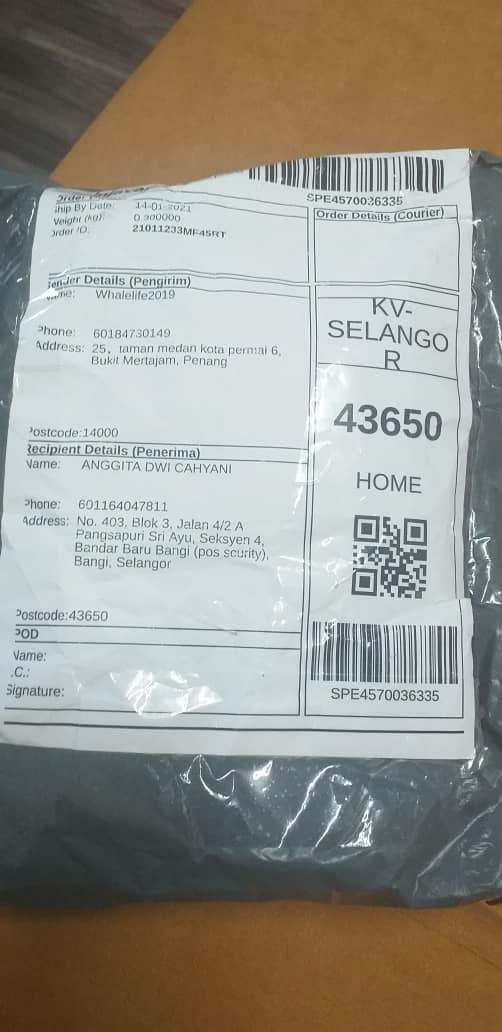 SPE4570036335
Ship By Date: 14-01-2021
Weight (kg): 0.300000
Order ID: 21011233MF45RT
Order Details (Courier)
Sender Details (Pengirim)
Name: Whalelife2019
Phone: 60184730149
Address: 25, taman medan kota permai 6,
Bukit Mertajam, Penang
Postcode:14000
KV-
SELANGO
R
43650
HOME
Recipient Details (Penerima)
Name: ANGGITA DWI CAHYANI
Phone: 601164047811
Address: No. 403, Blok 3, Jalan 4/2 A
Pangsapuri Sri Ayu, Seksyen 4,
Bandar Baru Bangi (pos scurity),
Bangi, Selangor
Postcode:43650
POD
Name:
I.C.:
Signature:
SPE4570036335